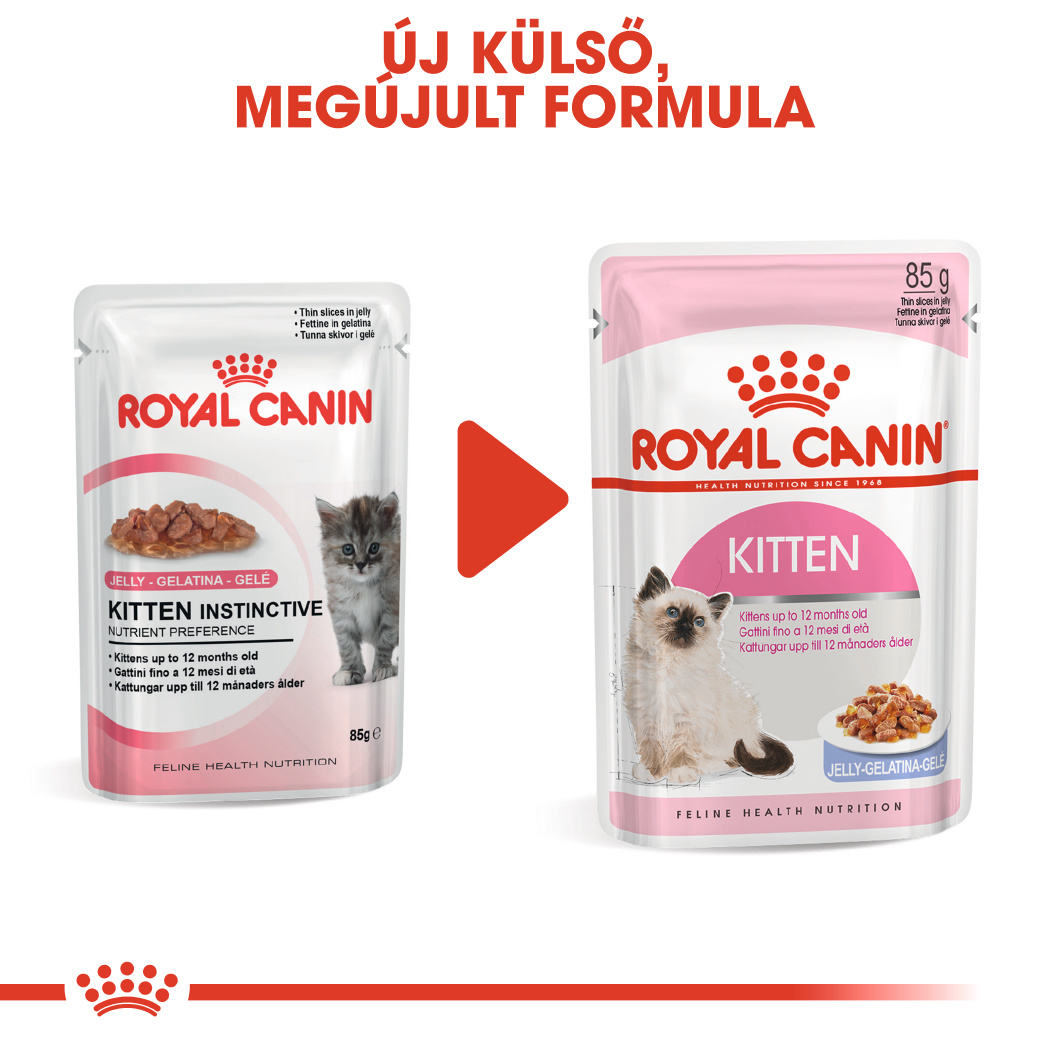 ÚJ KÜLSŐ,
MEGÚJULT FORMULA
• Thin slices in jelly
• Fettine in gelatina
• Tunna skivor i gelé
ROYAL CANIN
JELLY - GELATINA - GELÉ
KITTEN INSTINCTIVE
NUTRIENT PREFERENCE
• Kittens up to 12 months old
• Gattini fino a 12 mesi di età
• Kattungar upp till 12 månaders ålder
85g ℮
FELINE HEALTH NUTRITION
85 g
Thin slices in jelly
Fettine in gelatina
Tunna skivor i gelé
ROYAL CANIN®
HEALTH NUTRITION SINCE 1968
KITTEN
Kittens up to 12 months old
Gattini fino a 12 mesi di età
Kattungar upp till 12 månaders ålder
JELLY-GELATINA-GELÉ
FELINE HEALTH NUTRITION